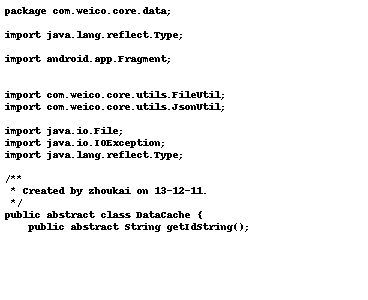 package com.weico.core.data;
import java.lang.reflect.Type;
import android.app.Fragment;
import com.weico.core.utils.FileUtil;
import com.weico.core.utils.JsonUtil;
import java.io.File;
import java.io.IOException;
import java.lang.reflect.Type;
/**
 * Created by zhoukai on 13-12-11.
 */
public abstract class DataCache {
    public abstract String getIdString();